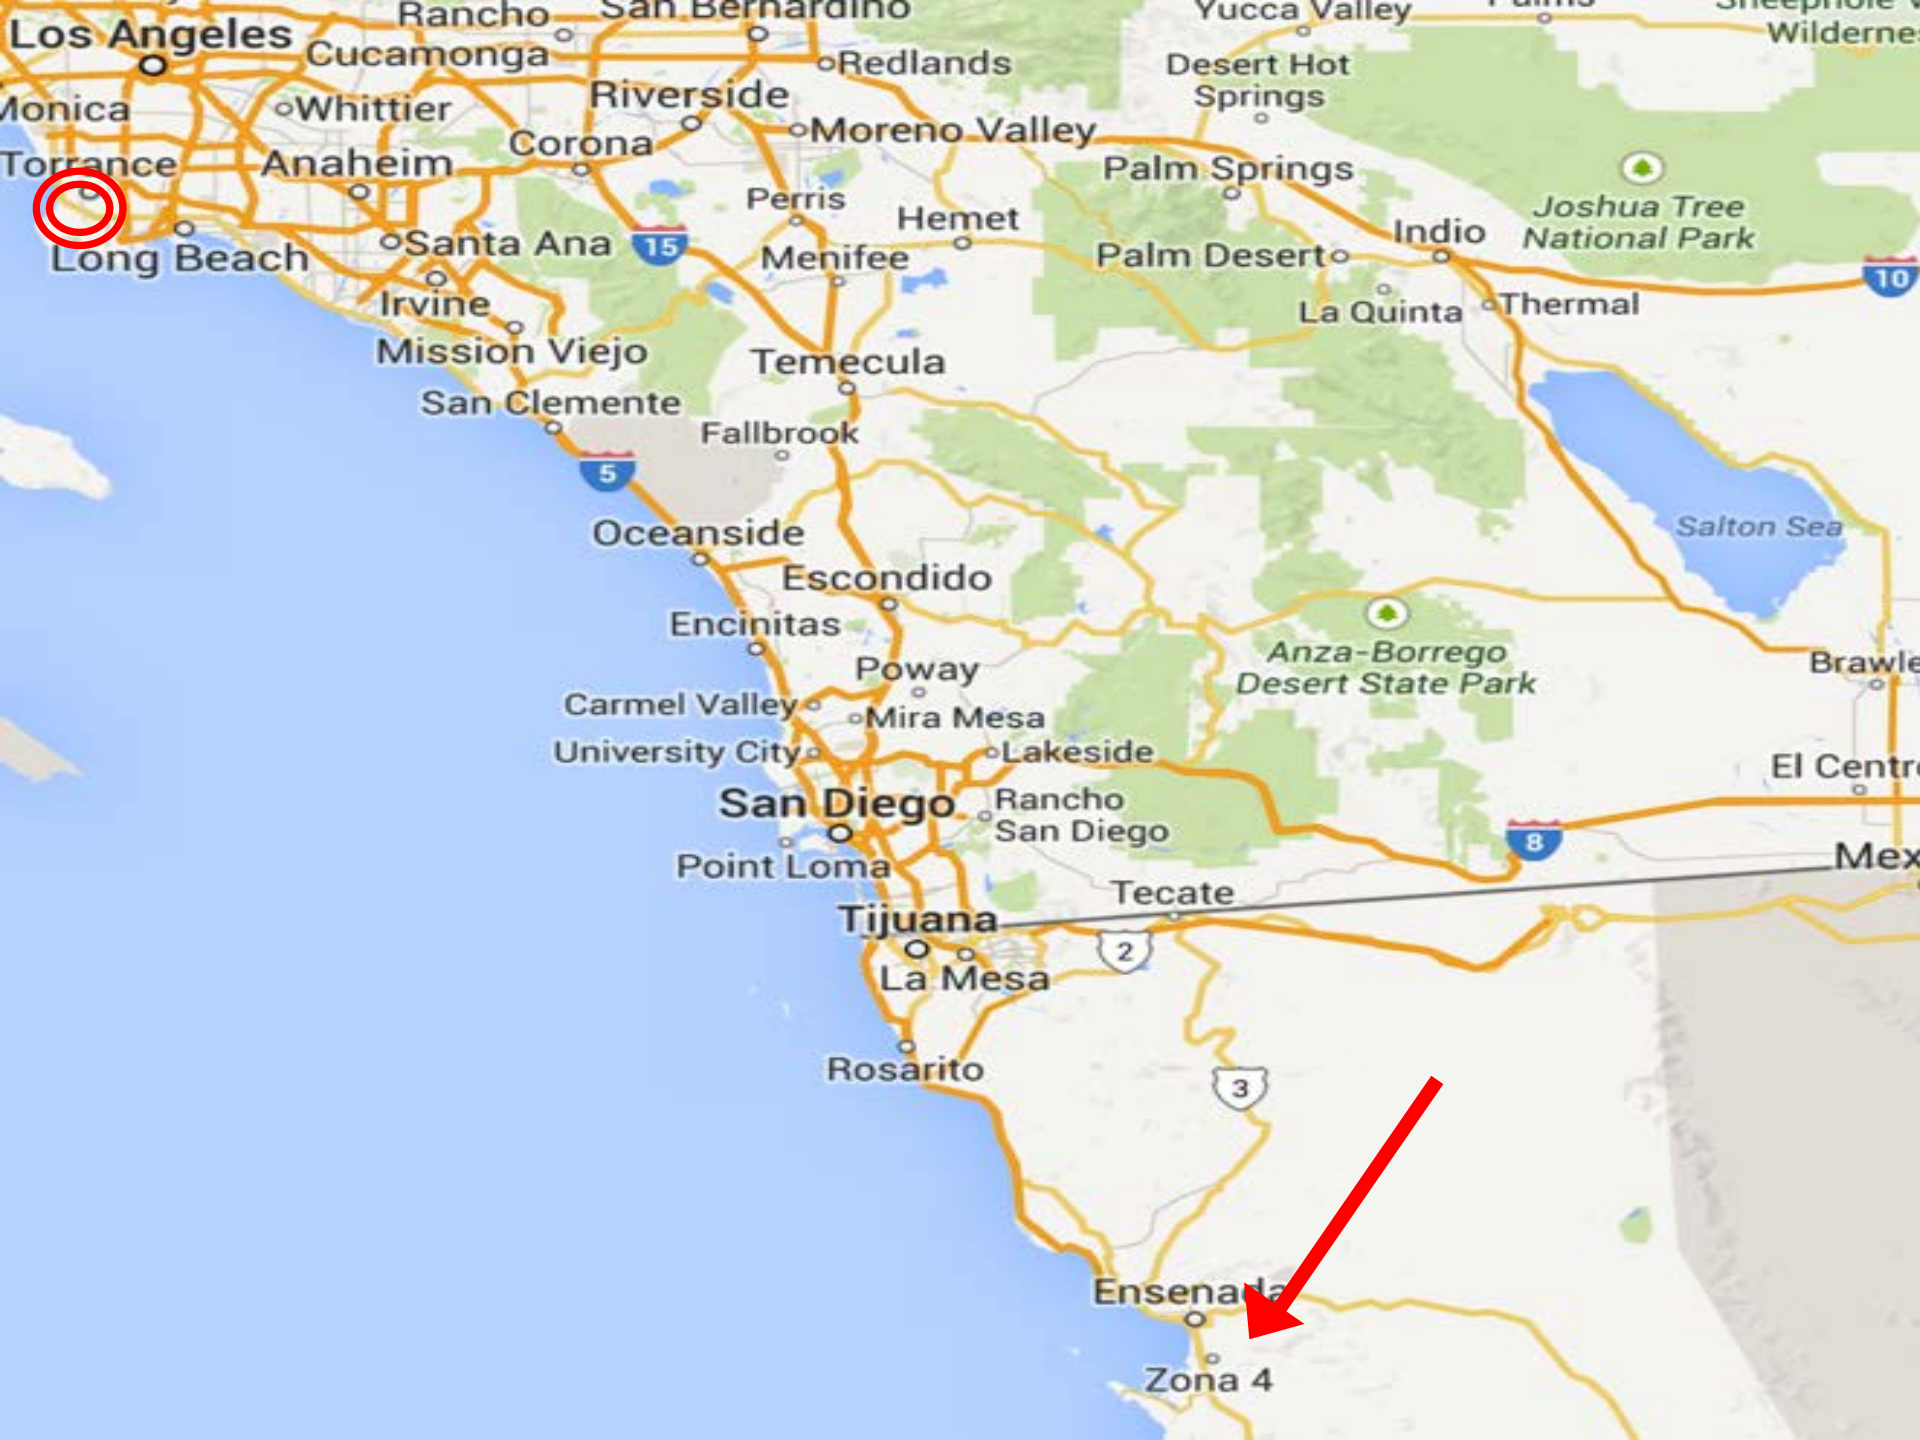 San Bernardino
Rancho
Cucamonga
Los Angeles
Yucca Valley
Wildernes
Redlands
Desert Hot
Springs
Monica
Whittier
Riverside
Moreno Valley
Corona
Torrance
Anaheim
Palm Springs
Perris
Hemet
Joshua Tree
National Park
Indio
Long Beach
Santa Ana
15
Menifee
Palm Desert
10
Irvine
La Quinta
Thermal
Mission Viejo
Temecula
San Clemente
Fallbrook
5
Oceanside
Salton Sea
Escondido
Encinitas
Anza-Borrego
Desert State Park
Poway
Brawle
Carmel Valley
Mira Mesa
University City
Lakeside
El Centr
San Diego
Rancho
San Diego
8
Point Loma
Mex
Tecate
Tijuana
2
La Mesa
Rosarito
3
Ensenada
Zona 4